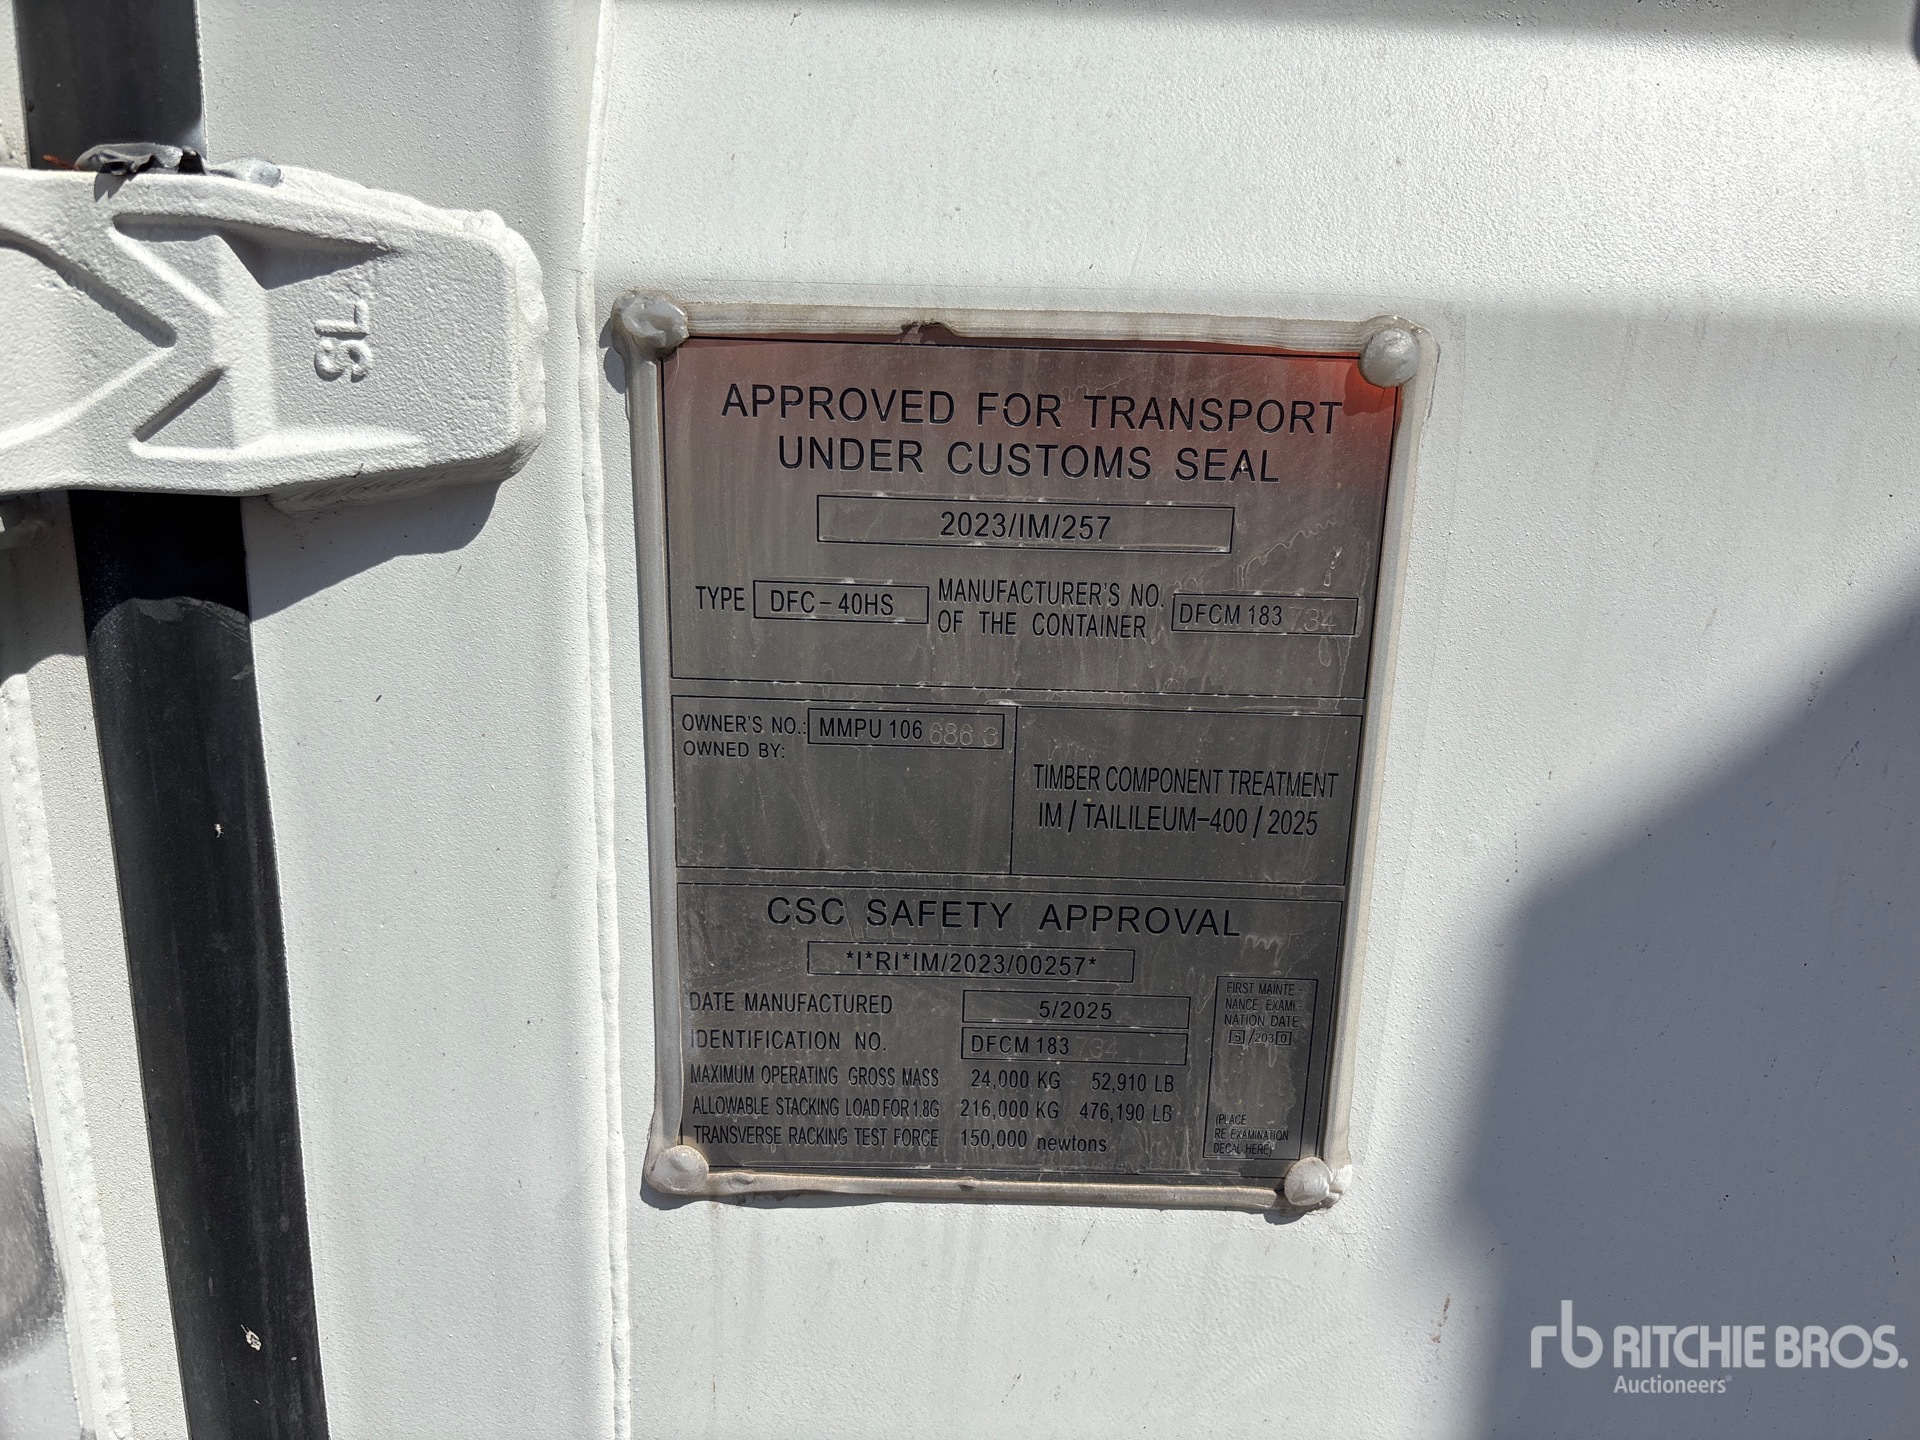 SL
APPROVED FOR TRANSPORT
UNDER CUSTOMS SEAL
2023/IM/257
TYPE DFC-40HS
MANUFACTURER'S NO.
OF THE CONTAINER
DFCM 183734
OWNER'S NO.: MMPU 106 686 3
OWNED BY:
TIMBER COMPONENT TREATMENT
IM / TAILILEUM-400 / 2025
CSC SAFETY APPROVAL
*I*RI*IM/2023/00257*
DATE MANUFACTURED 5/2025
IDENTIFICATION NO. DFCM 183734
MAXIMUM OPERATING GROSS MASS 24,000 KG 52,910 LB
ALLOWABLE STACKING LOAD FOR 1.8G 216,000 KG 476,190 LB
TRANSVERSE RACKING TEST FORCE 150,000 newtons
FIRST MAINTE-
NANCE EXAMI-
NATION DATE
5/2030
(PLACE
RE-EXAMINATION
DECAL HERE)
rb RITCHIE BROS.
Auctioneers